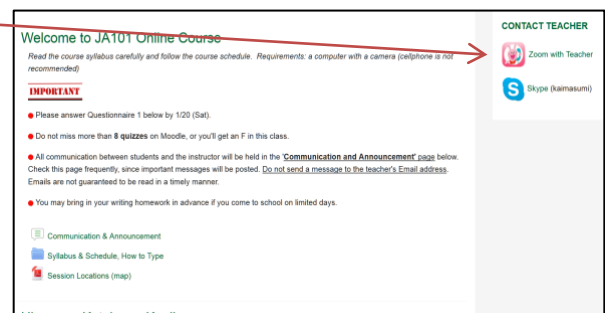 Welcome to JA101 Online Course
Read the course syllabus carefully and follow the course schedule. Requirements: a computer with a camera (cellphone is not
recommended)
IMPORTANT
Please answer Questionnaire 1 below by 1/20 (Sat).
Do not miss more than 8 quizzes on Moodle, or you'll get an F in this class.
All communication between students and the instructor will be held in the 'Communication and Announcement' page below.
Check this page frequently, since important messages will be posted. Do not send a message to the teacher's Email address.
Emails are not guaranteed to be read in a timely manner.
You may bring in your writing homework in advance if you come to school on limited days.
Communication & Announcement
Syllabus & Schedule, How to Type
Session Locations (map)
CONTACT TEACHER
Zoom with Teacher
Skype (kaimasumi)